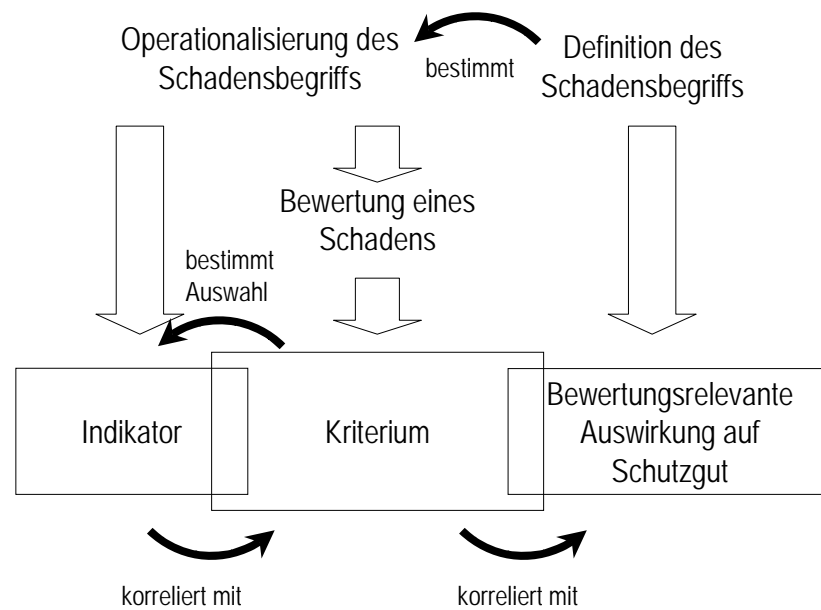 Operationalisierung des
Schadensbegriffs
bestimmt
Definition des
Schadensbegriffs
Bewertung eines
Schadens
bestimmt
Auswahl
Indikator
Kriterium
Bewertungsrelevante
Auswirkung auf
Schutzgut
korreliert mit
korreliert mit